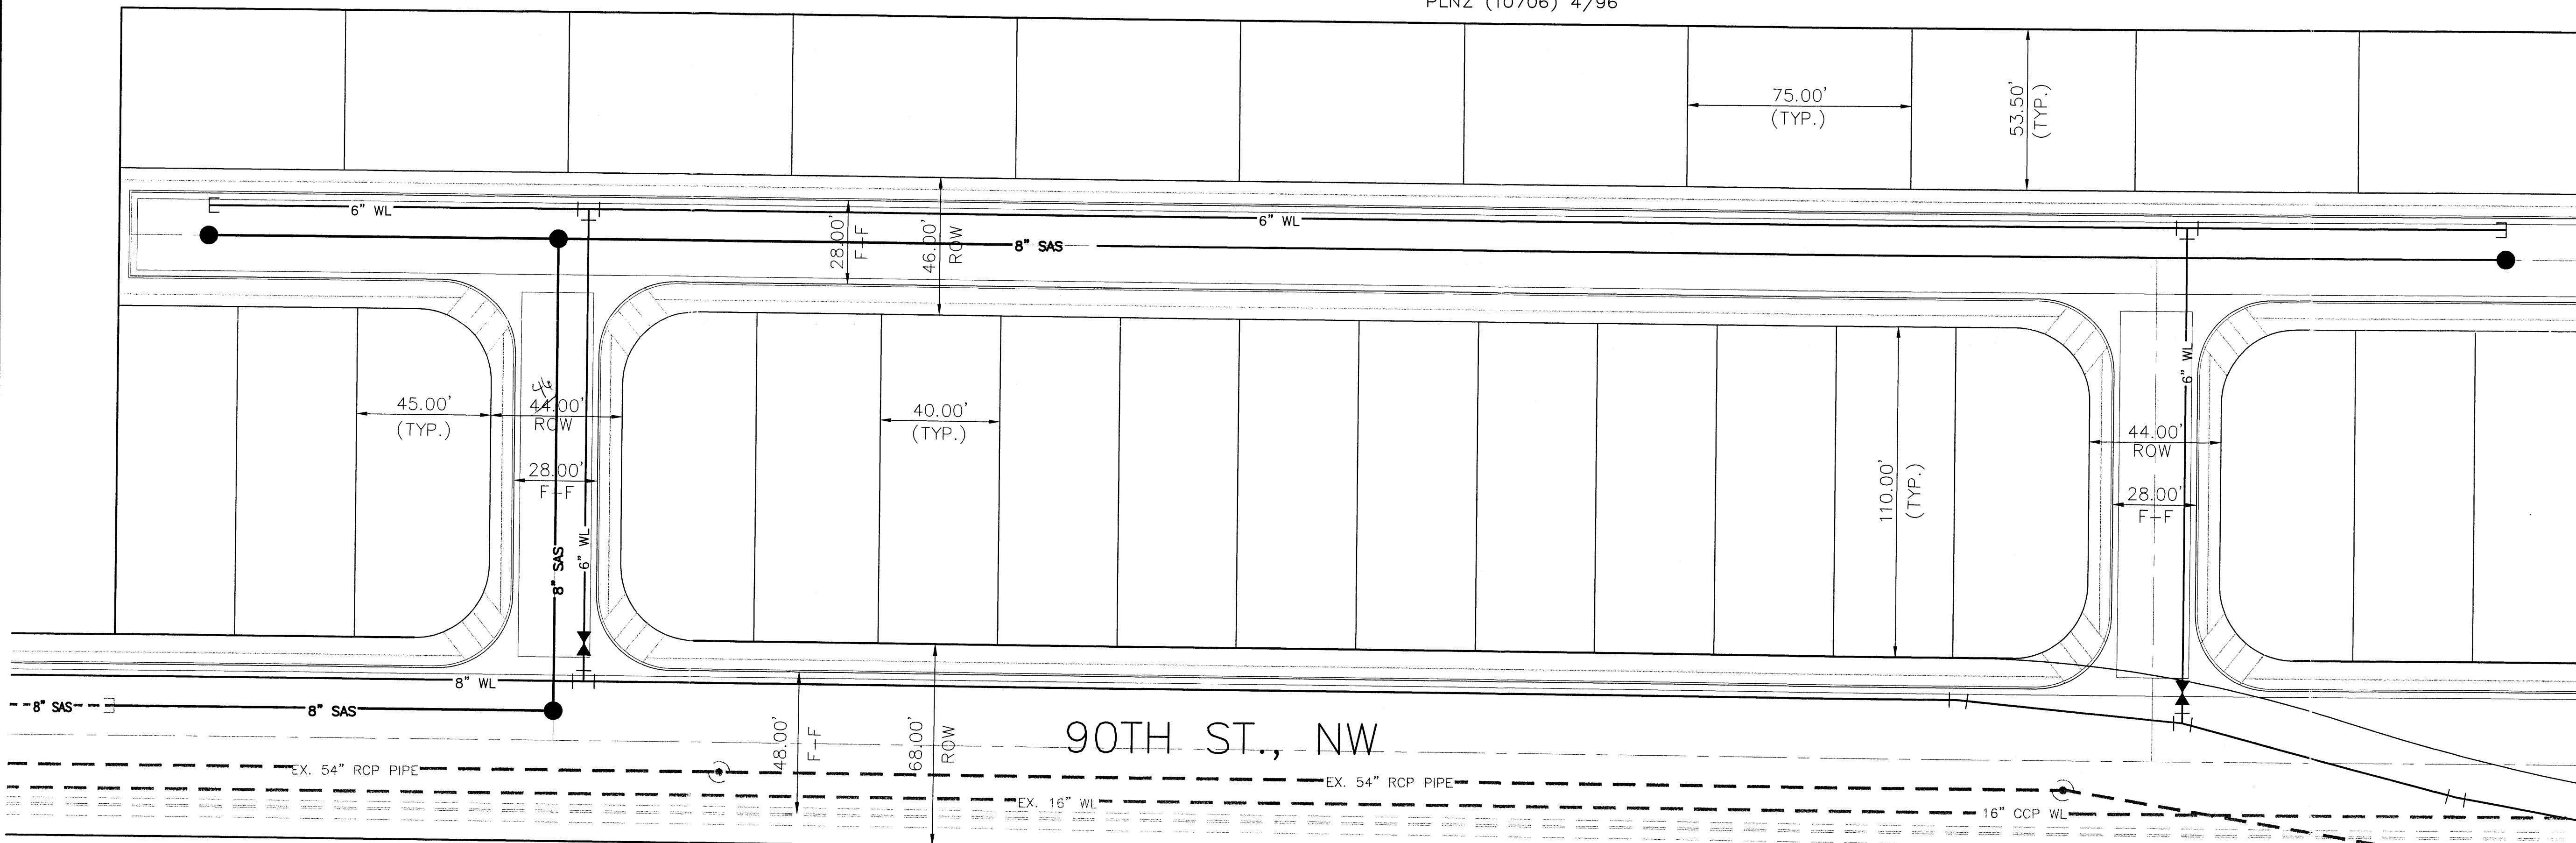 PLNZ (10706) 4/96
75.00'
(TYP.)
53.50'
(TYP.)
6" WL
6" WL
28.00'
F-F
46.00'
ROW
8" SAS
46
44.00'
ROW
45.00'
(TYP.)
40.00'
(TYP.)
28.00'
F-F
6" WL
44.00'
ROW
110.00'
(TYP.)
28.00'
F-F
8" SAS
6" WL
8" WL
8" SAS
8" SAS
48.00'
F-F
68.00'
ROW
90TH ST., NW
EX. 54" RCP PIPE
EX. 54" RCP PIPE
EX. 16" WL
16" CCP WL